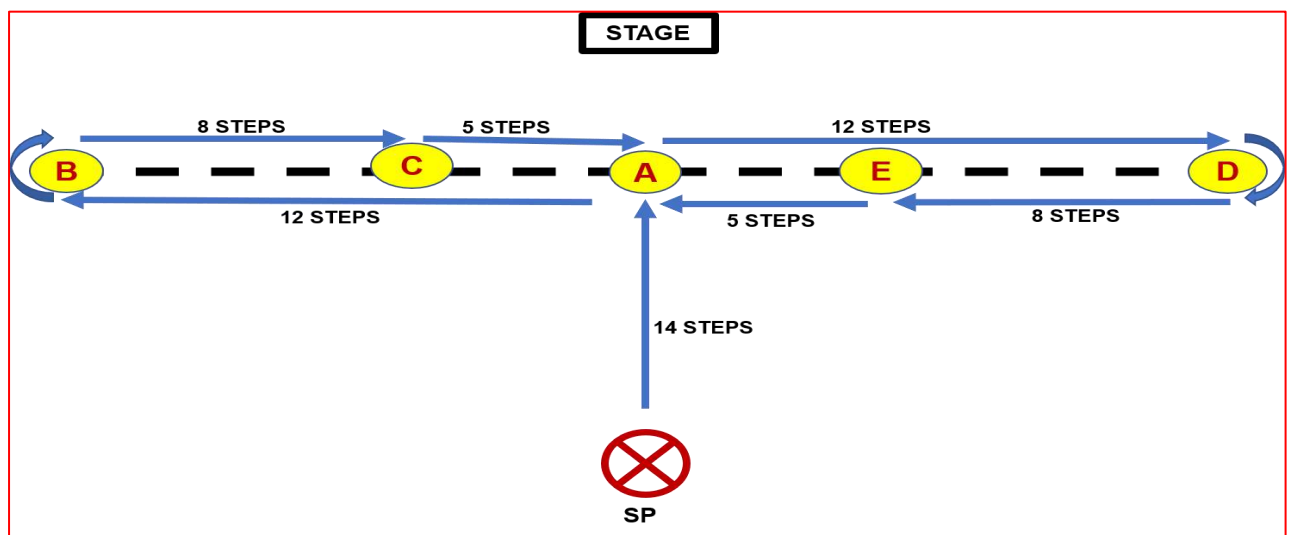 STAGE
8 STEPS
5 STEPS
12 STEPS
B
C
A
E
D
12 STEPS
5 STEPS
8 STEPS
14 STEPS
SP